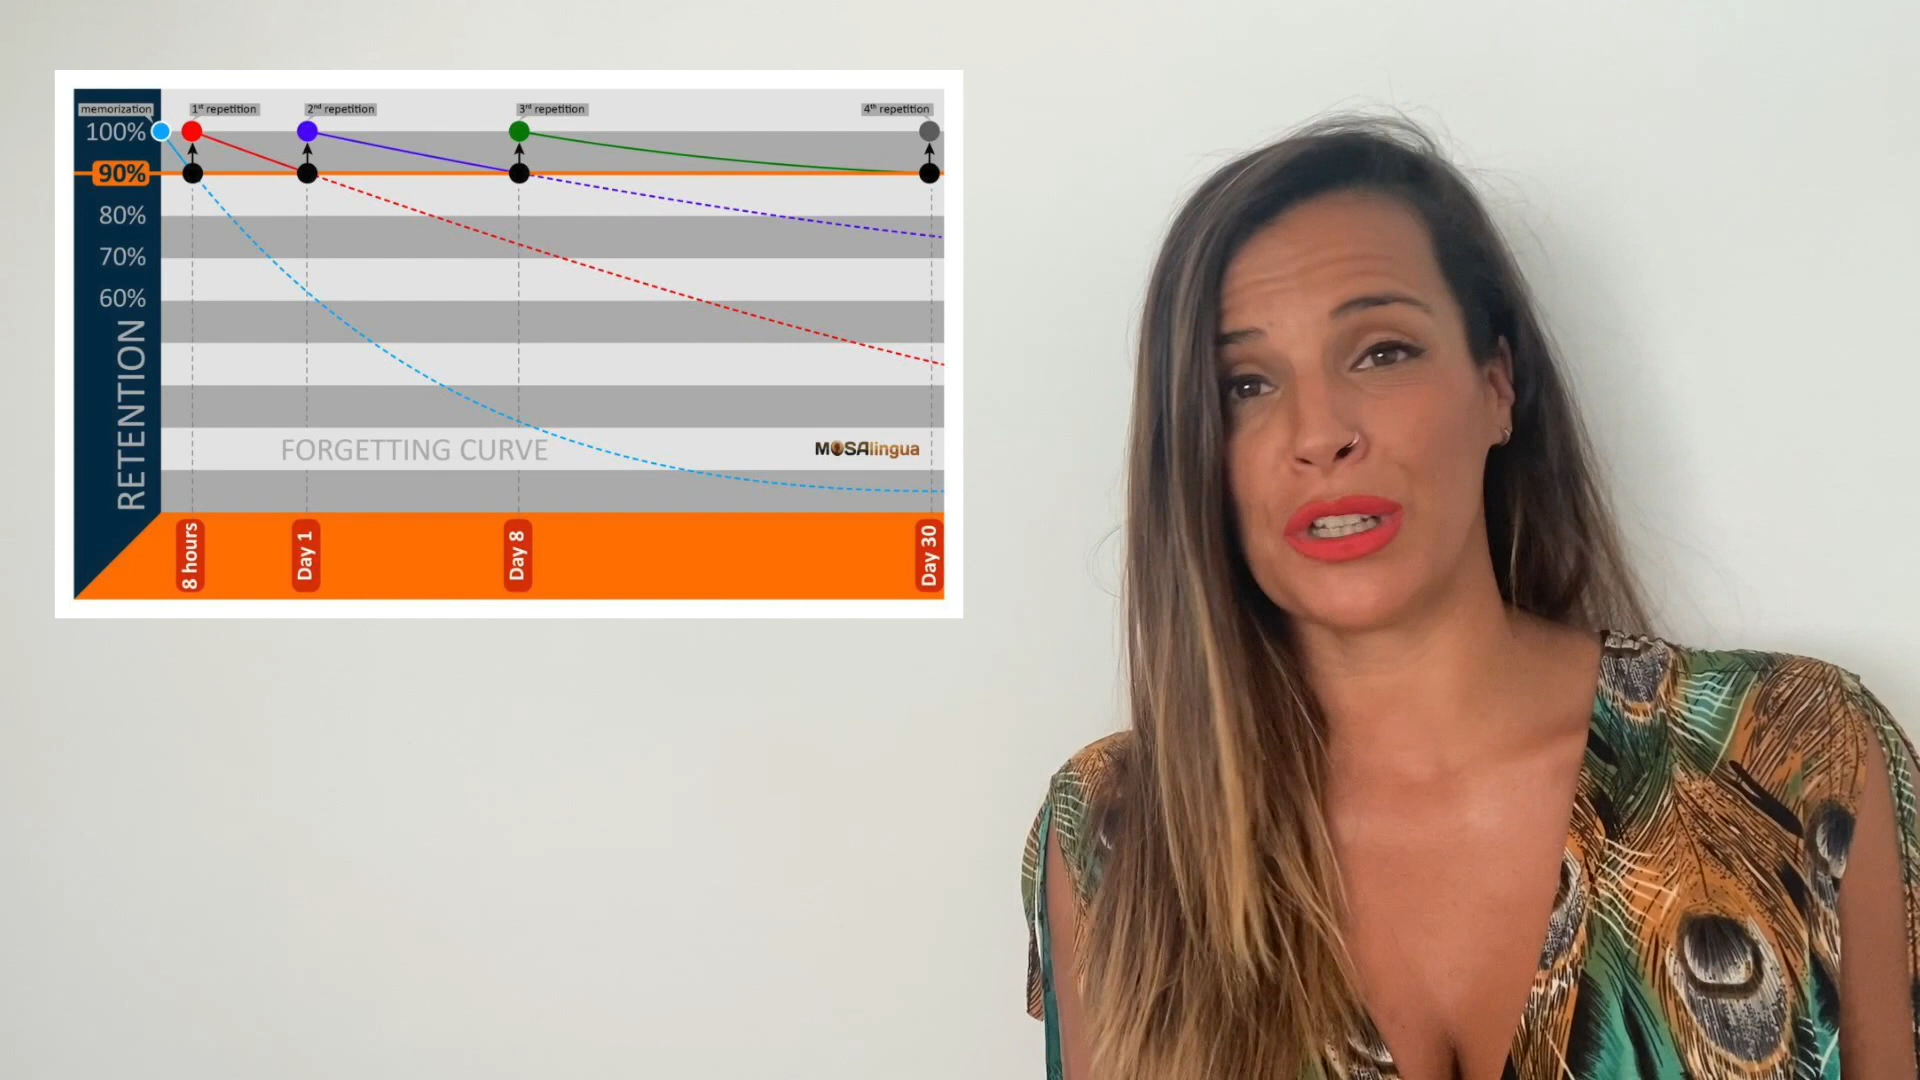 memorization
1st repetition
2nd repetition
3rd repetition
4th repetition
100%
90%
80%
70%
60%
RETENTION
FORGETTING CURVE
MOSAlingua
8 hours
Day 1
Day 8
Day 30